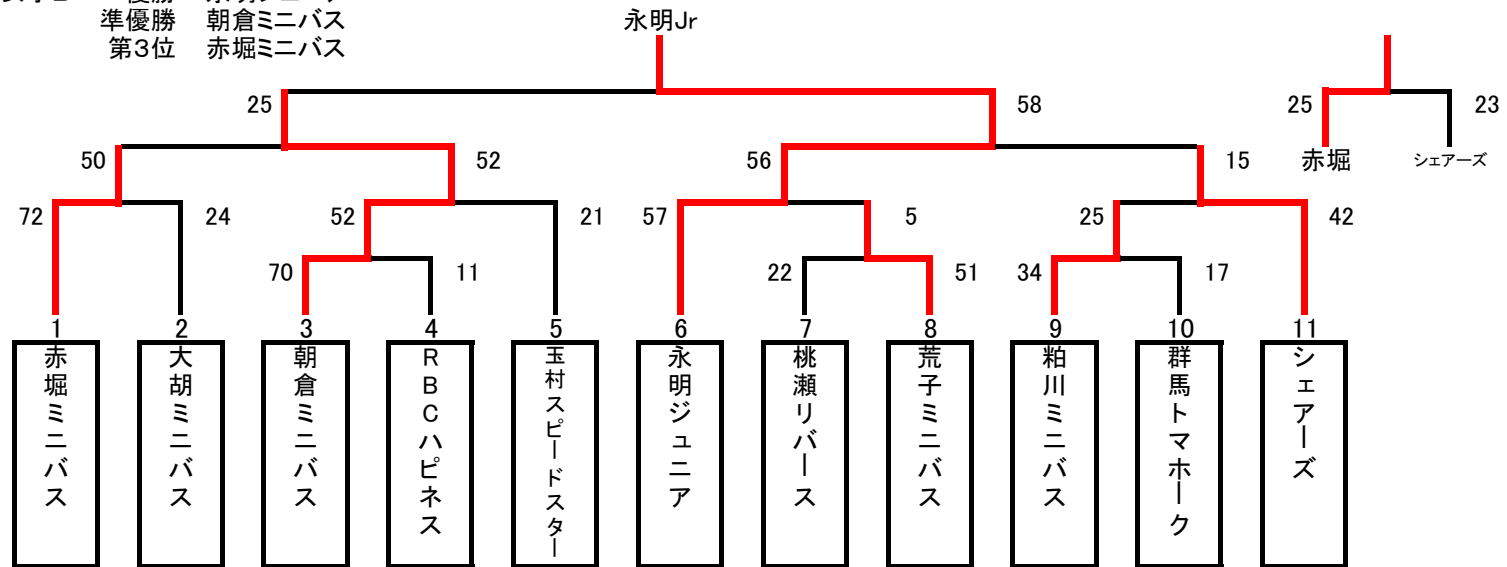 準優勝 朝倉ミニバス
第3位 赤堀ミニバス
永明Jr
25
58
25
23
50
52
56
15
赤堀
シェアーズ
72
24
52
21
57
5
25
42
70
11
22
51
34
17
1
2
3
4
5
6
7
8
9
10
11
赤堀ミニバス
大胡ミニバス
朝倉ミニバス
RBCハピネス
玉村スピードスター
永明ジュニア
桃瀬リバース
荒子ミニバス
粕川ミニバス
群馬トマホーク
シェアーズ